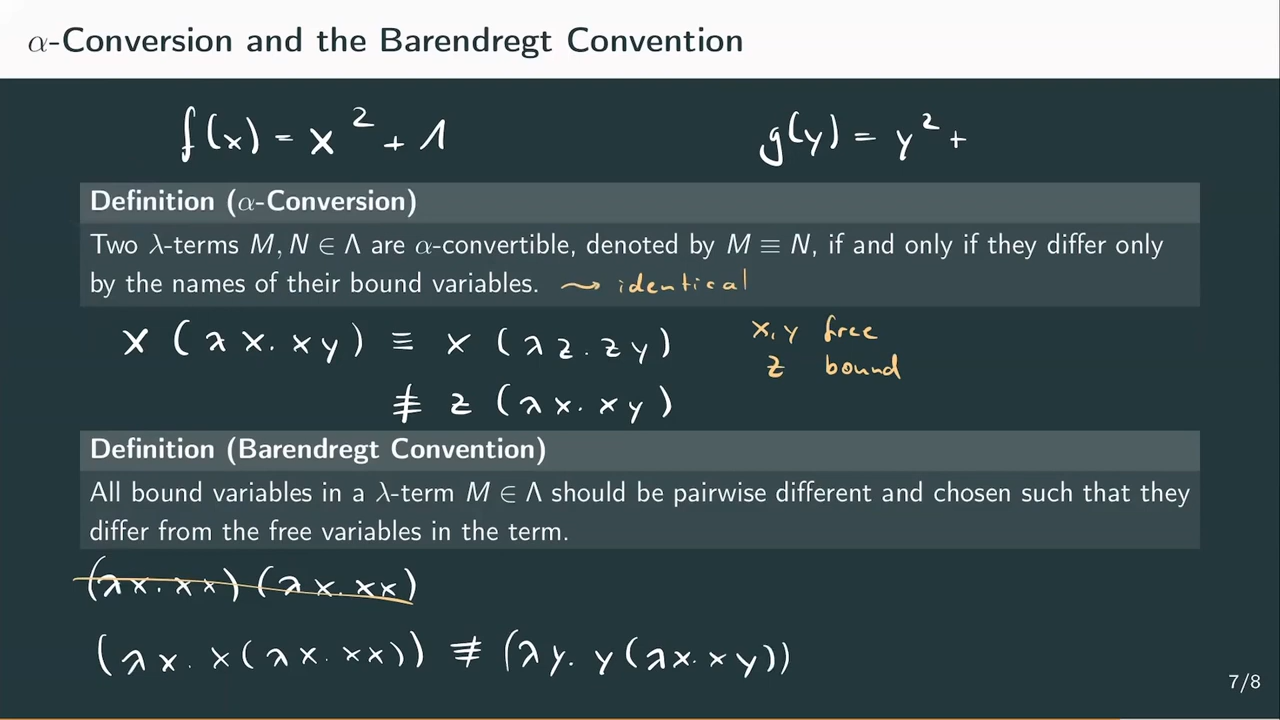 α-Conversion and the Barendregt Convention
f(x) = x² + 1
g(y) = y² +
Definition (α-Conversion)
Two λ-terms M, N ∈ Λ are α-convertible, denoted by M ≡ N, if and only if they differ only
by the names of their bound variables. ⇝ identical
x (λx. xy) ≡ x (λz. zy)
x, y free
z bound
≢ z (λx. xy)
Definition (Barendregt Convention)
All bound variables in a λ-term M ∈ Λ should be pairwise different and chosen such that they
differ from the free variables in the term.
(λx. xx) (λx. xx)
(λx. x(λx. xx)) ≢ (λy. y(λx. xy))
7/8